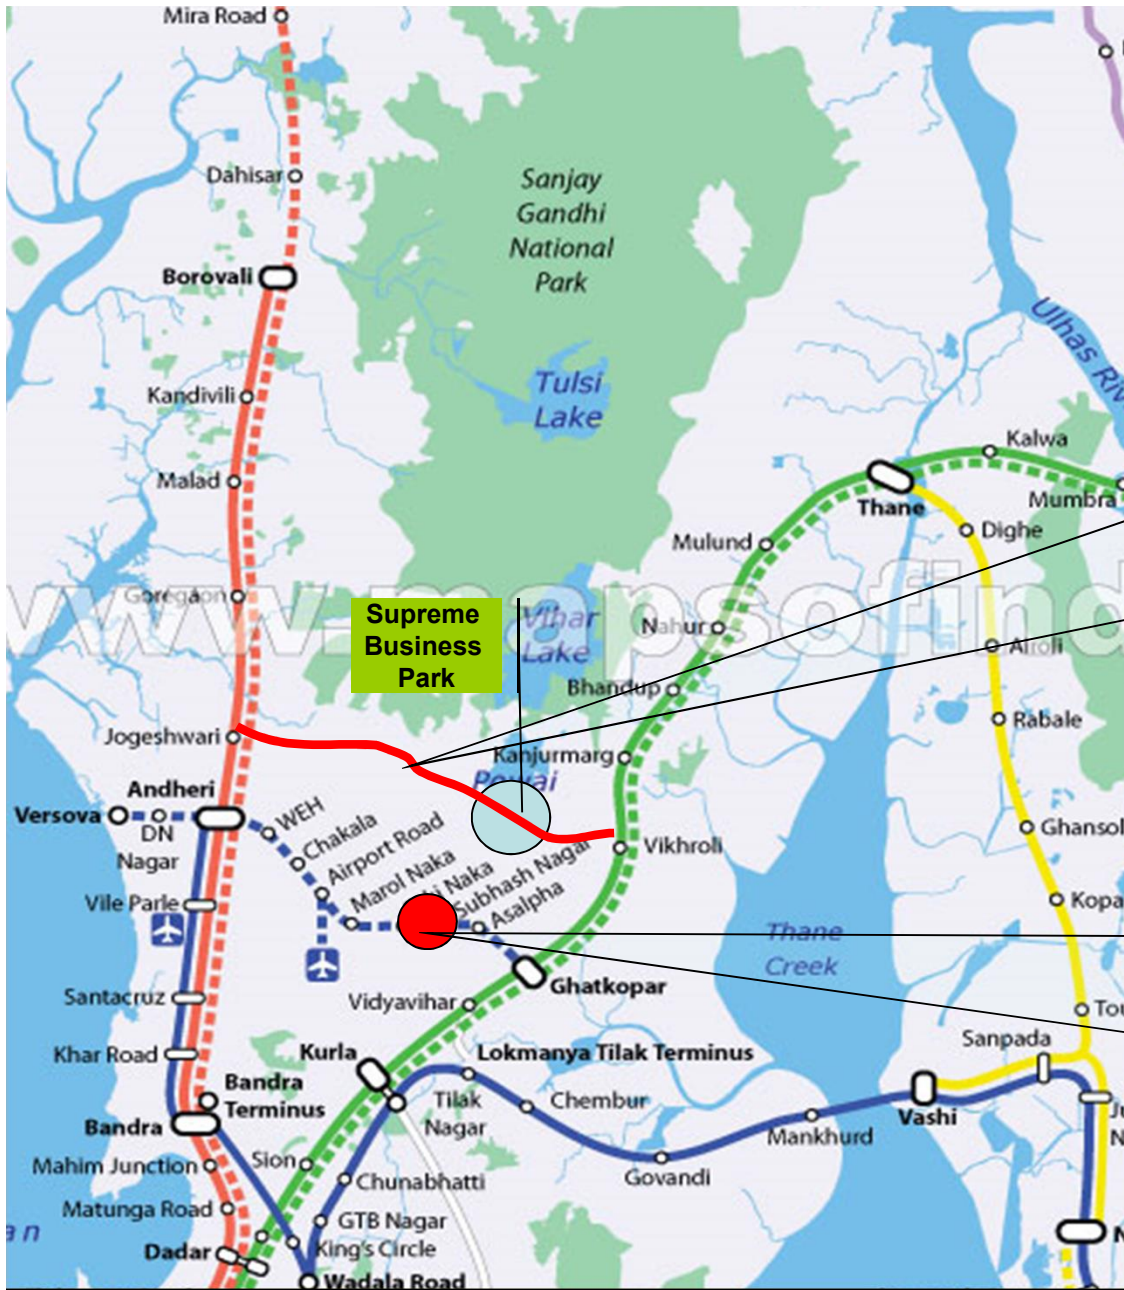 Mira Road
Dahisar
Sanjay
Gandhi
National
Park
Borovali
Ulhas
Tulsi
Lake
Kandivili
Kalwa
Malad
Thane
Mumbra
Dighe
Mulund
www.mapsofind
Goregaon
Supreme
Business
Park
Vihar
Lake
Nahur
Airoli
Bhandup
Rabale
Jogeshwari
Kanjurmarg
Powai
Andheri
Versova
DN
Nagar
WEH
Chakala
Airport Road
Marol Naka
Naka
Subhash Nagar
Asalpha
Vikhroli
Vile Parle
Thane
Creek
Ghatkopar
Santacruz
Vidyavihar
Khar Road
Kurla
Lokmanya Tilak Terminus
Sanpada
Bandra
Terminus
Tilak
Nagar
Chembur
Vashi
Bandra
Mankhurd
Mahim Junction
Sion
Chunabhatti
Govandi
Matunga Road
GTB Nagar
King's Circle
Dadar
Wadala Road